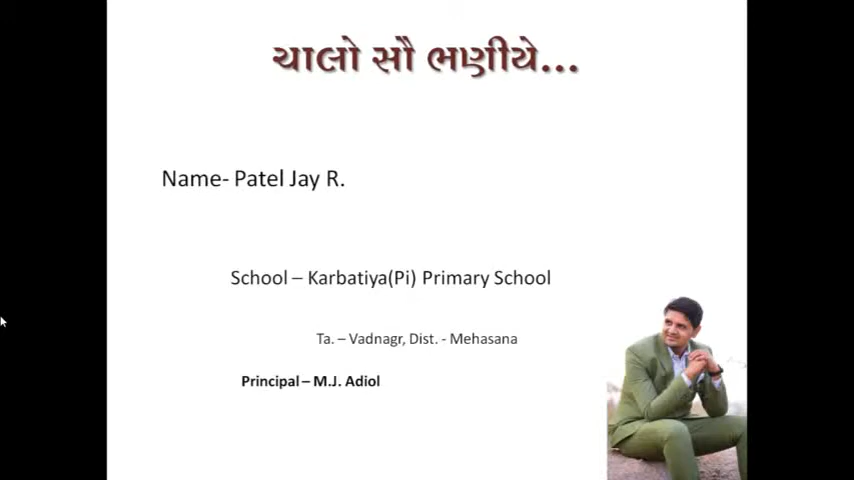 ચાલો સૌ ભણીયે...
Name- Patel Jay R.
School – Karbatiya(Pi) Primary School
Ta. – Vadnagr, Dist. - Mehasana
Principal – M.J. Adiol